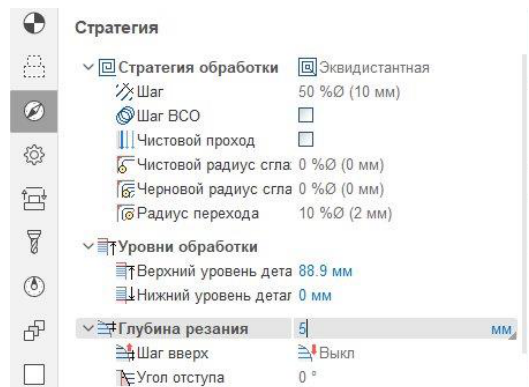 Стратегия
Стратегия обработки Эквидистантная
Шаг 50 %Ø (10 мм)
Шаг ВСО
Чистовой проход
Чистовой радиус сгла: 0 %Ø (0 мм)
Черновой радиус сгла 0 %Ø (0 мм)
Радиус перехода 10 %Ø (2 мм)
Уровни обработки
Верхний уровень дета 88.9 мм
Нижний уровень детал 0 мм
Глубина резания 5 мм
Шаг вверх Выкл
Угол отступа 0 °